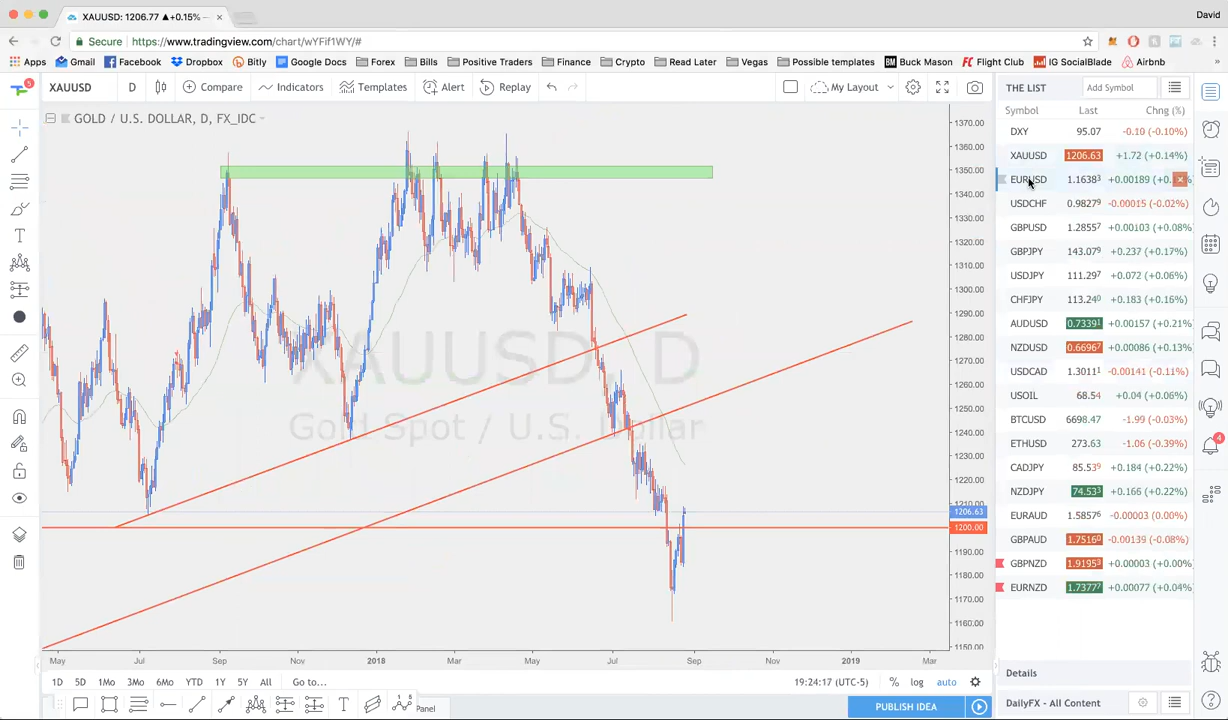 XAUUSD: 1206.77 ▲+0.15% –
David
Secure | https://www.tradingview.com/chart/wYFif1WY/#
Apps Gmail Facebook Dropbox Bitly Google Docs Forex Bills Positive Traders Finance Crypto Read Later Vegas Possible templates Buck Mason Flight Club IG SocialBlade Airbnb »
5 XAUUSD D Compare Indicators Templates Alert Replay My Layout
THE LIST Add Symbol
GOLD / U.S. DOLLAR, D, FX_IDC
Symbol Last Chng (%)
DXY 95.07 -0.10 (-0.10%)
XAUUSD 1206.63 +1.72 (+0.14%)
EURUSD 1.16383 +0.00189 (+0. %
USDCHF 0.98279 -0.00015 (-0.02%)
GBPUSD 1.28557 +0.00103 (+0.08%)
GBPJPY 143.079 +0.237 (+0.17%)
USDJPY 111.297 +0.072 (+0.06%)
CHFJPY 113.240 +0.183 (+0.16%)
AUDUSD 0.73391 +0.00157 (+0.21%)
NZDUSD 0.66967 +0.00086 (+0.13%)
USDCAD 1.30111 -0.00141 (-0.11%)
USOIL 68.54 +0.04 (+0.06%)
BTCUSD 6698.47 -1.99 (-0.03%)
ETHUSD 273.63 -1.06 (-0.39%)
4
CADJPY 85.539 +0.184 (+0.22%)
NZDJPY 74.533 +0.166 (+0.22%)
EURAUD 1.58576 -0.00003 (0.00%)
GBPAUD 1.75160 -0.00139 (-0.08%)
GBPNZD 1.91953 +0.00003 (+0.00%)
EURNZD 1.73777 +0.00077 (+0.04%)
XAUUSD, D
Gold Spot / U.S. Dollar
1370.00
1360.00
1350.00
1340.00
1330.00
1320.00
1310.00
1300.00
1290.00
1280.00
1270.00
1260.00
1250.00
1240.00
1230.00
1220.00
1210.00
1206.63
1200.00
1190.00
1180.00
1170.00
1160.00
1150.00
May Jul Sep Nov 2018 Mar May Jul Sep Nov 2019 Mar
Details
1D 5D 1Mo 3Mo 6Mo YTD 1Y 5Y All Go to... 19:24:17 (UTC-5) % log auto
Panel
PUBLISH IDEA
DailyFX - All Content